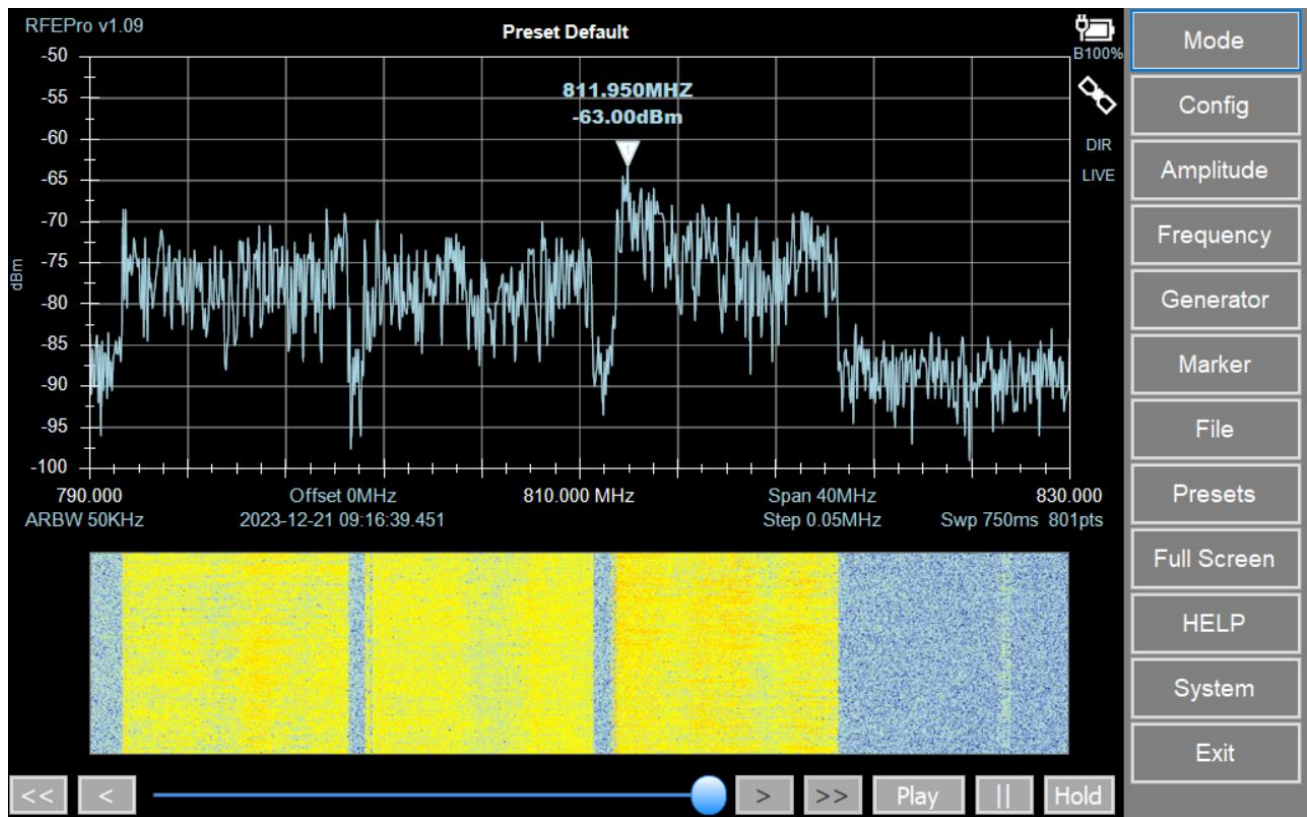 RFEPro v1.09
Preset Default
B100%
-50
-55
-60
-65
-70
-75
-80
-85
-90
-95
-100
dBm
811.950MHZ
-63.00dBm
1
DIR
LIVE
790.000 Offset 0MHz 810.000 MHz Span 40MHz 830.000
ARBW 50KHz 2023-12-21 09:16:39.451 Step 0.05MHz Swp 750ms 801pts
<< < > >> Play || Hold
Mode
Config
Amplitude
Frequency
Generator
Marker
File
Presets
Full Screen
HELP
System
Exit